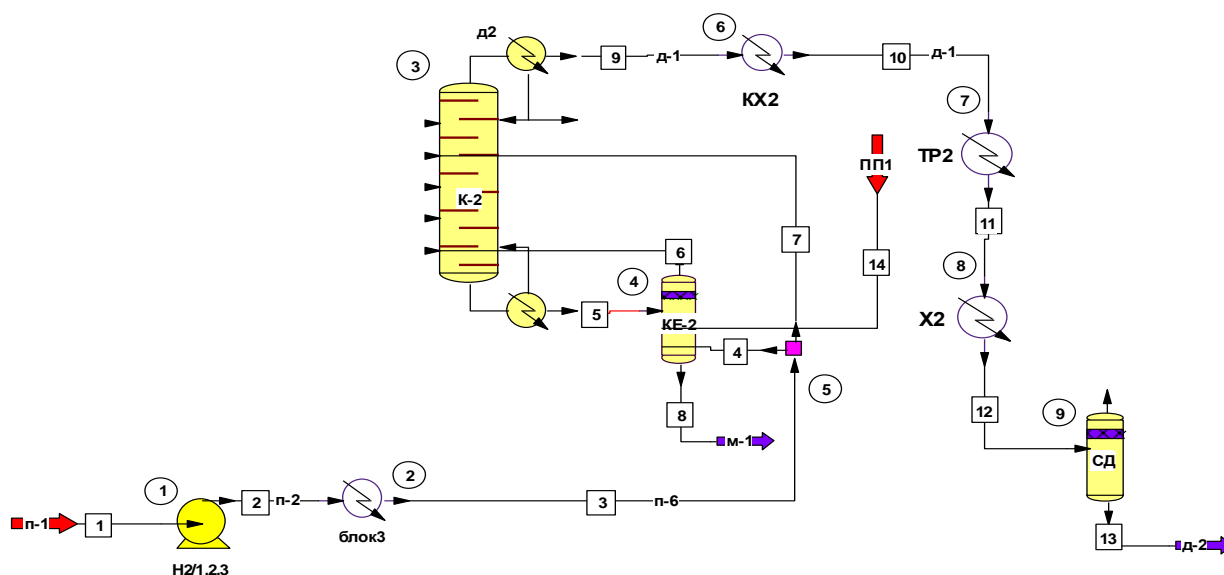 6
д2
3
9
д-1
10
д-1
КХ2
7
ТР2
ПП1
К-2
11
7
14
6
8
4
5
КЕ-2
Х2
4
5
12
9
8
м-1
СД
1
2
п-1
1
2
п-2
3
п-6
13
д-2
блок3
Н2/1,2,3